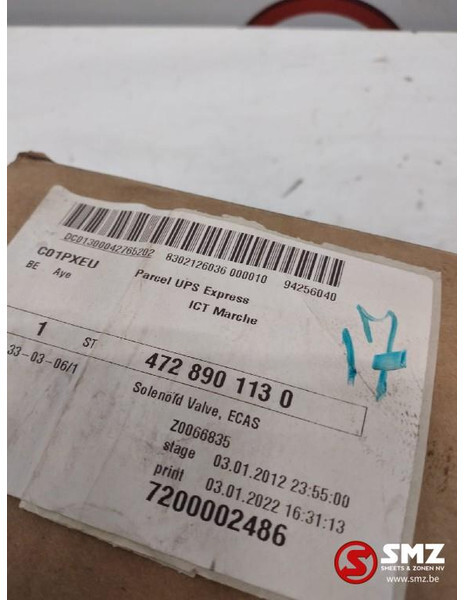 DC01300042765202 8302126036 000010 94256040
C01PXEU Parcel UPS Express
BE Aye ICT Marche
1 ST 472 890 113 0
33-03-06/1 Solenoid Valve, ECAS
Z0066835
stage 03.01.2012 23:55:00
print 03.01.2022 16:31:13
7200002486
17
SMZ
SMEETS & ZONEN NV
www.smz.be